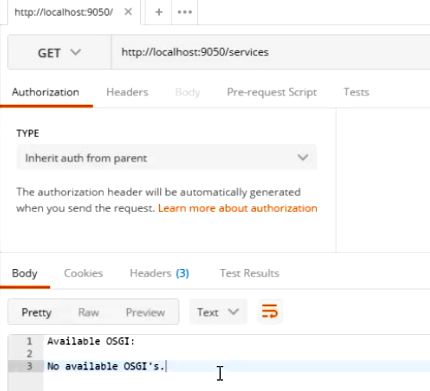 http://localhost:9050/ × + •••
GET http://localhost:9050/services
Authorization Headers Body Pre-request Script Tests
TYPE
Inherit auth from parent
The authorization header will be automatically generated
when you send the request. Learn more about authorization
Body Cookies Headers (3) Test Results
Pretty Raw Preview Text
1 Available OSGI:
2
3 No available OSGI's.